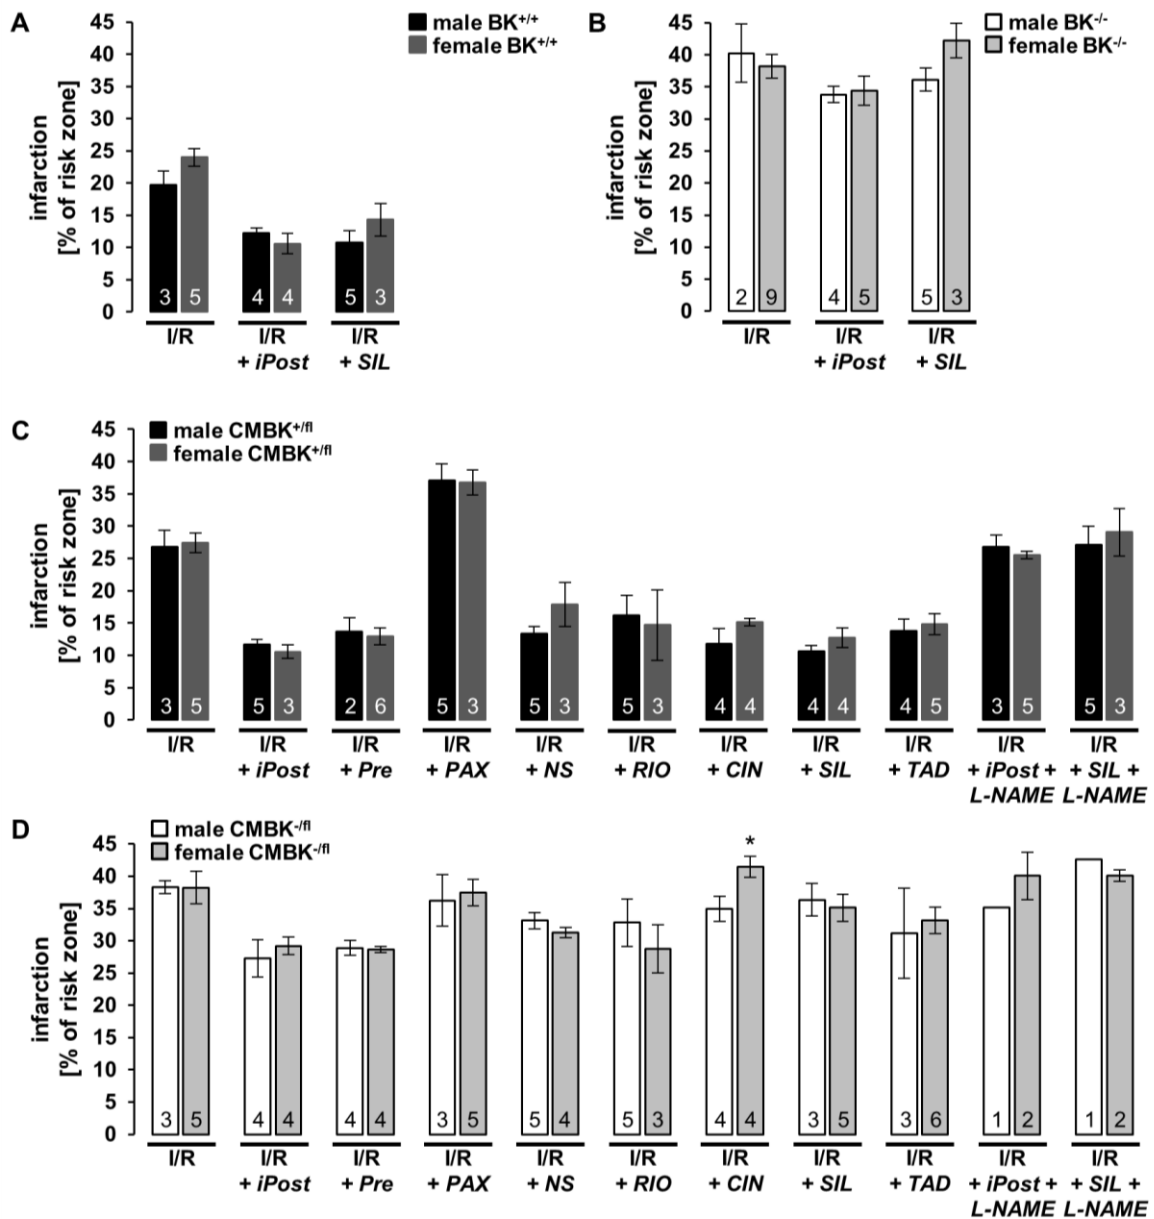 A
male BK+/+
female BK+/+
infarction
[% of risk zone]
45
40
35
30
25
20
15
10
5
0
3 5 4 4 5 3
I/R I/R I/R
+ iPost + SIL
B
male BK-/-
female BK-/-
infarction
[% of risk zone]
45
40
35
30
25
20
15
10
5
0
2 9 4 5 5 3
I/R I/R I/R
+ iPost + SIL
C
male CMBK+/fl
female CMBK+/fl
infarction
[% of risk zone]
45
40
35
30
25
20
15
10
5
0
3 5 5 3 2 6 5 3 5 3 5 3 4 4 4 4 4 5 3 5 5 3
I/R I/R I/R I/R I/R I/R I/R I/R I/R I/R I/R
+ iPost + Pre + PAX + NS + RIO + CIN + SIL + TAD + iPost + + SIL +
L-NAME L-NAME
D
male CMBK-/fl
female CMBK-/fl
infarction
[% of risk zone]
45
40
35
30
25
20
15
10
5
0
*
3 5 4 4 4 4 3 5 5 4 5 3 4 4 3 5 3 6 1 2 1 2
I/R I/R I/R I/R I/R I/R I/R I/R I/R I/R I/R
+ iPost + Pre + PAX + NS + RIO + CIN + SIL + TAD + iPost + + SIL +
L-NAME L-NAME